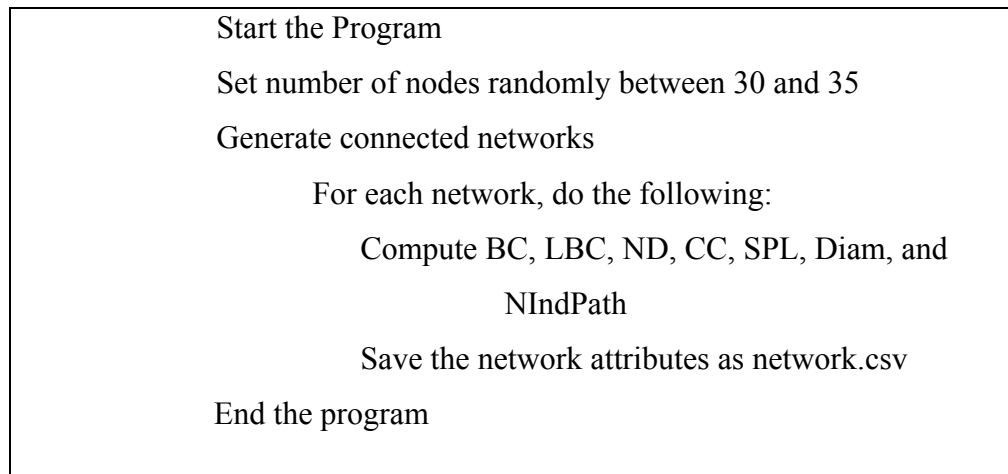 Start the Program
Set number of nodes randomly between 30 and 35
Generate connected networks
For each network, do the following:
Compute BC, LBC, ND, CC, SPL, Diam, and
NIndPath
Save the network attributes as network.csv
End the program